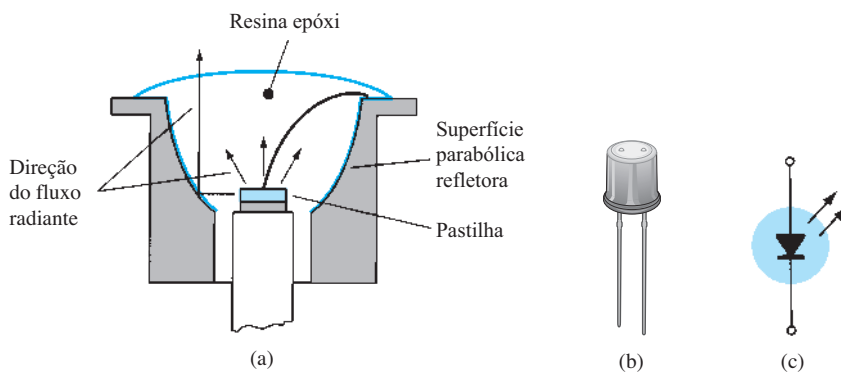 Resina epóxi
Direção
do fluxo
radiante
Superfície
parabólica
refletora
Pastilha
(a)
(b)
(c)